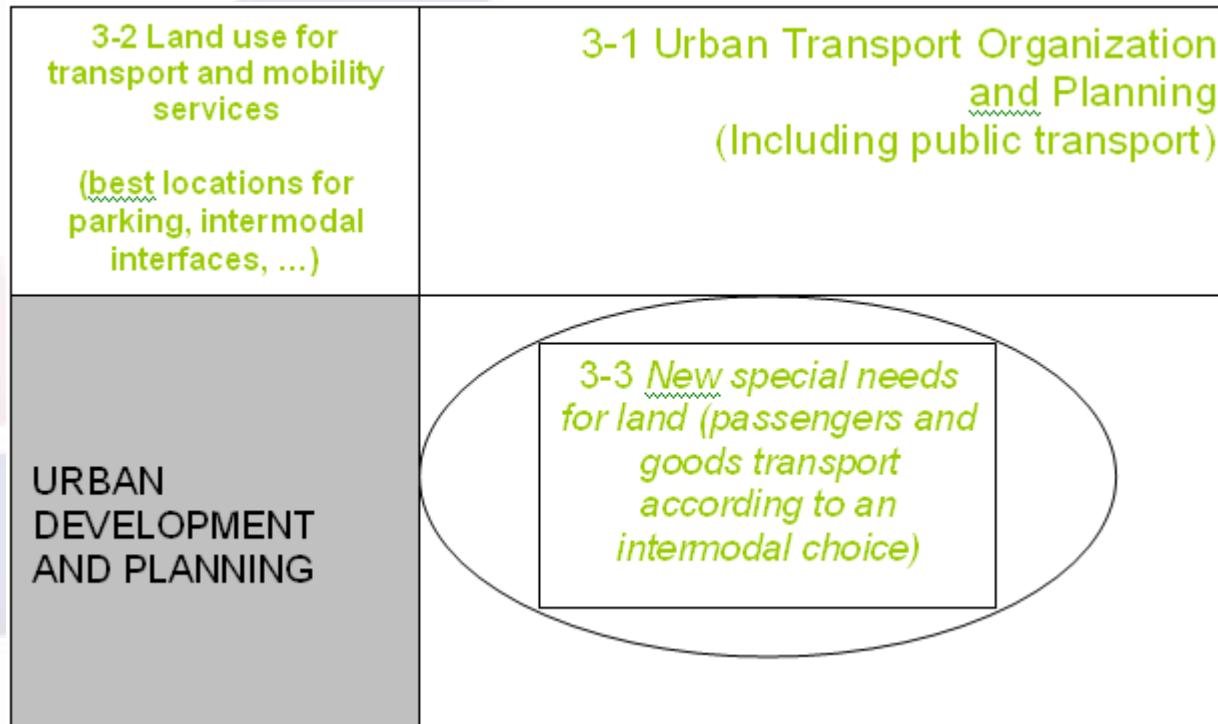 3-2 Land use for
transport and mobility
services
(best locations for
parking, intermodal
interfaces, ...)
3-1 Urban Transport Organization
and Planning
(Including public transport)
URBAN
DEVELOPMENT
AND PLANNING
3-3 New special needs
for land (passengers and
goods transport
according to an
intermodal choice)